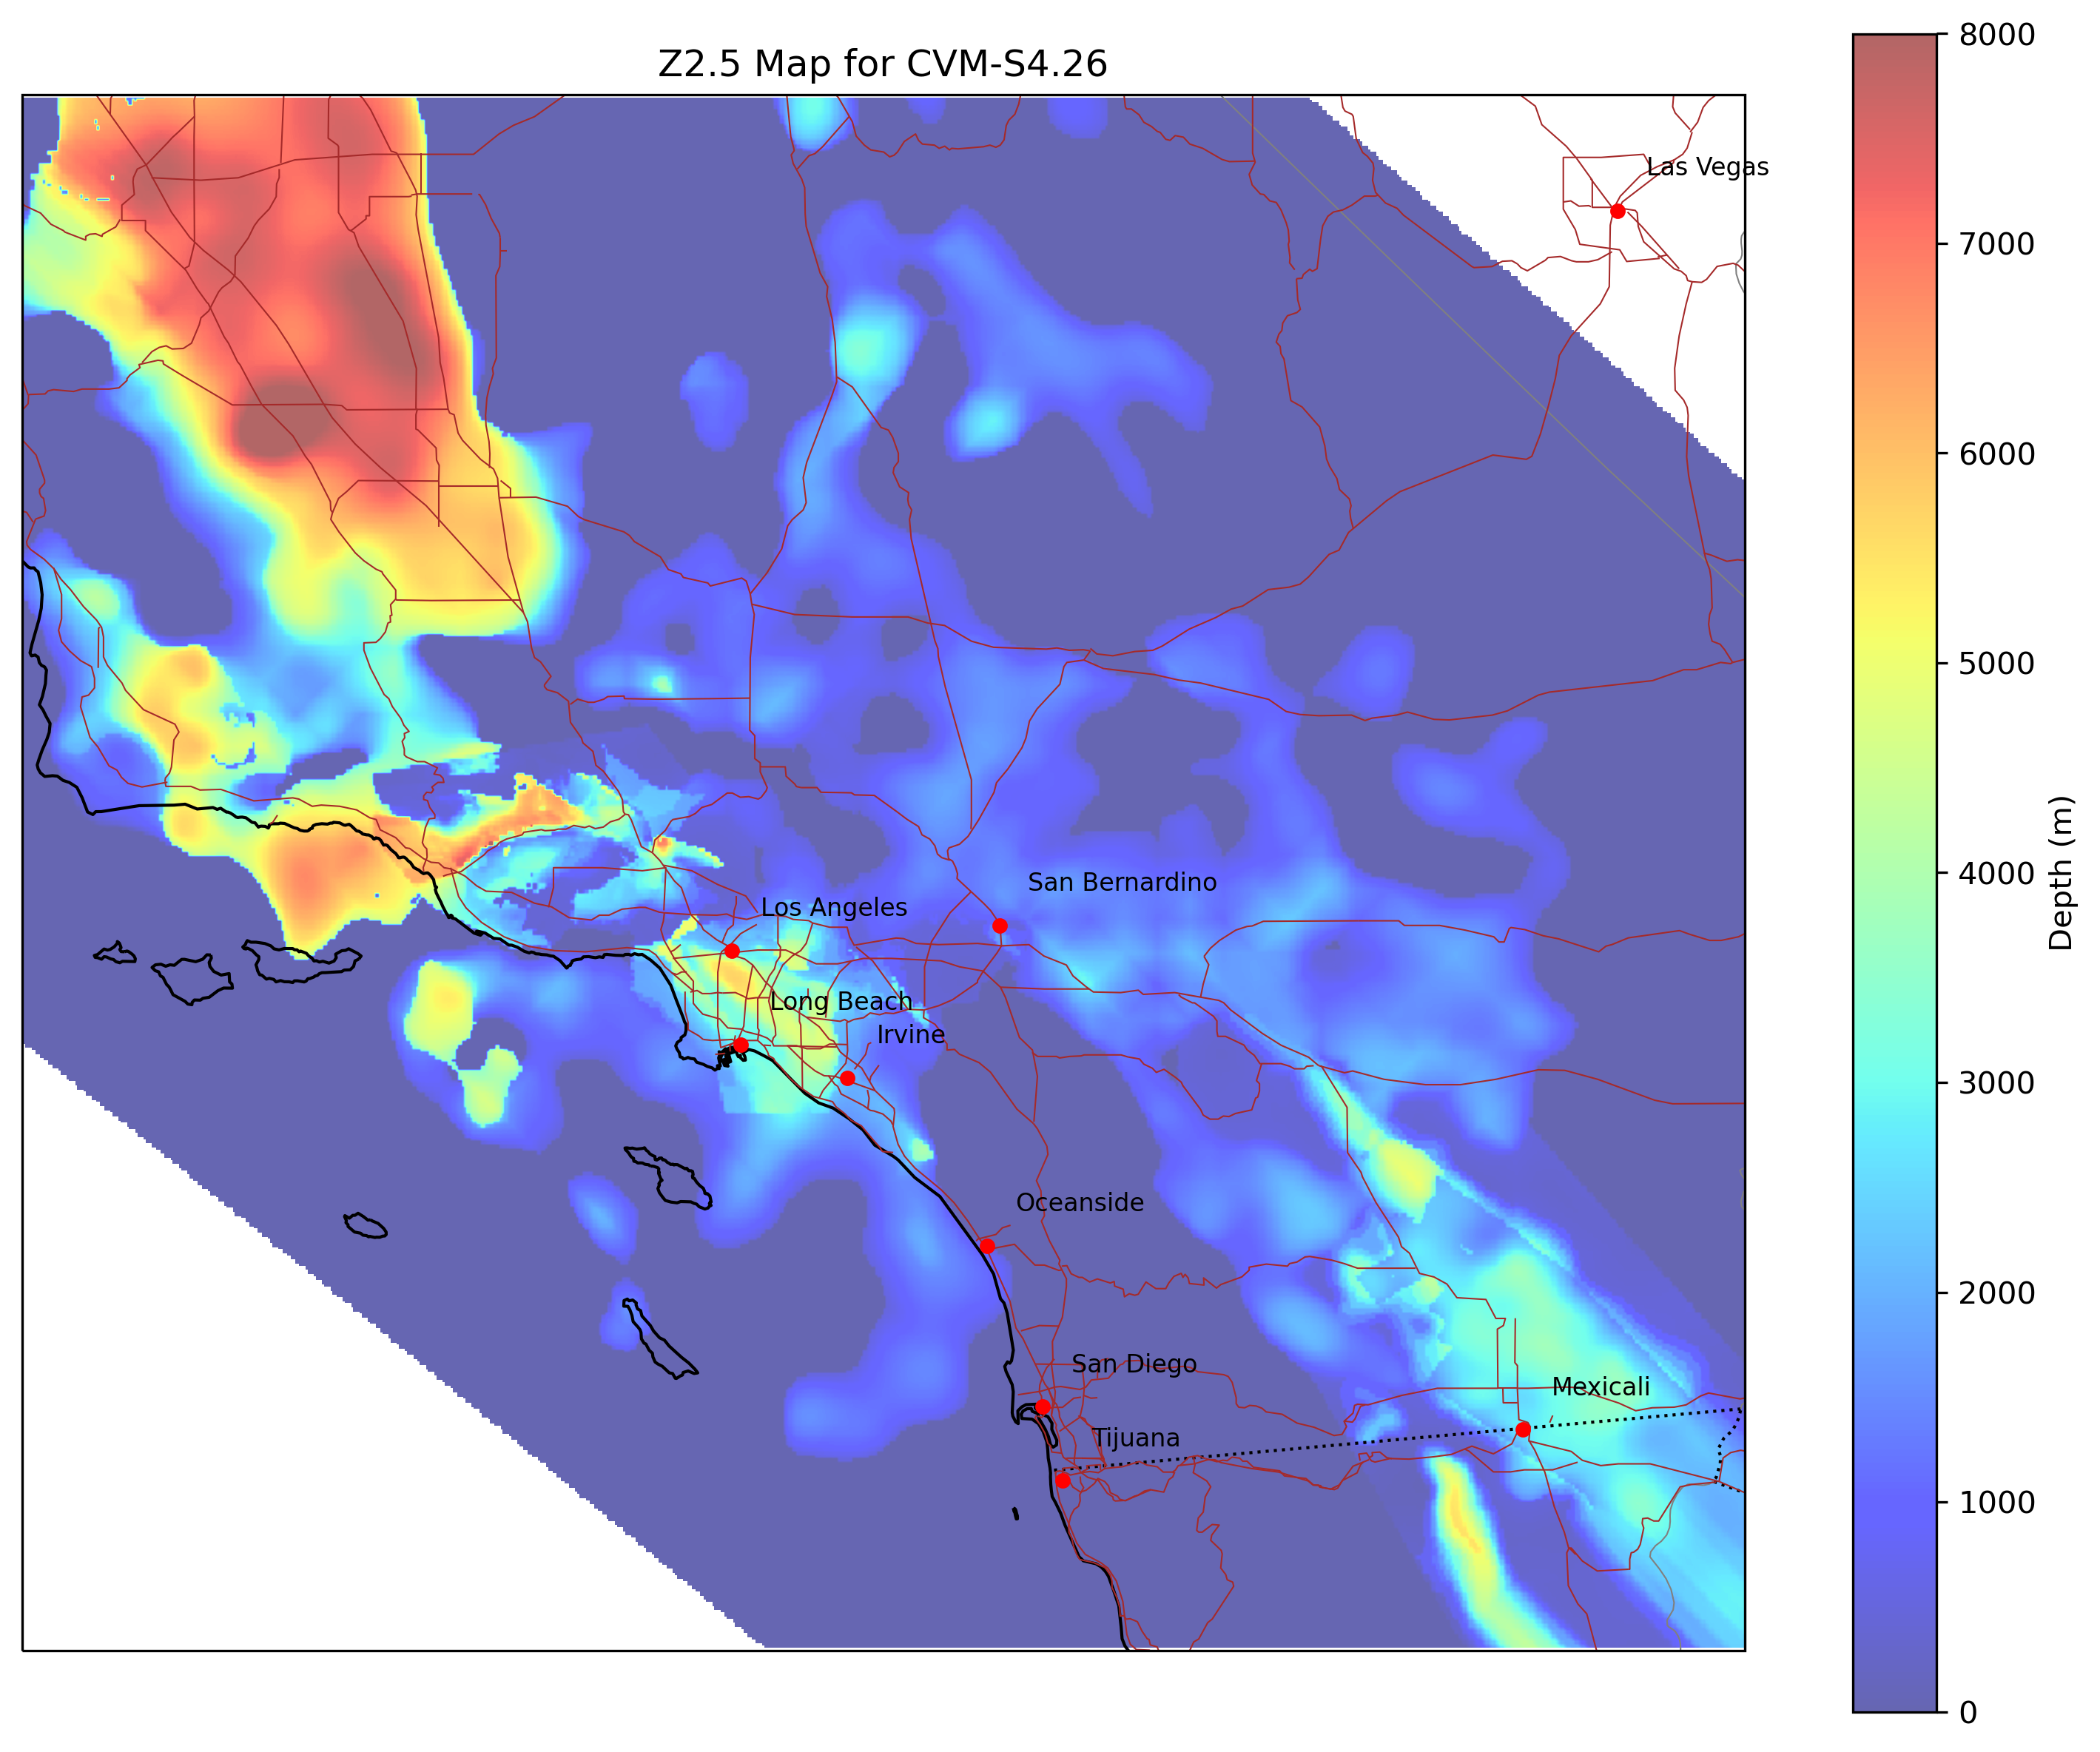 Z2.5 Map for CVM-S4.26
Las Vegas
San Bernardino
Los Angeles
Long Beach
Irvine
Oceanside
San Diego
Mexicali
Tijuana
8000
7000
6000
5000
4000
3000
2000
1000
0
Depth (m)